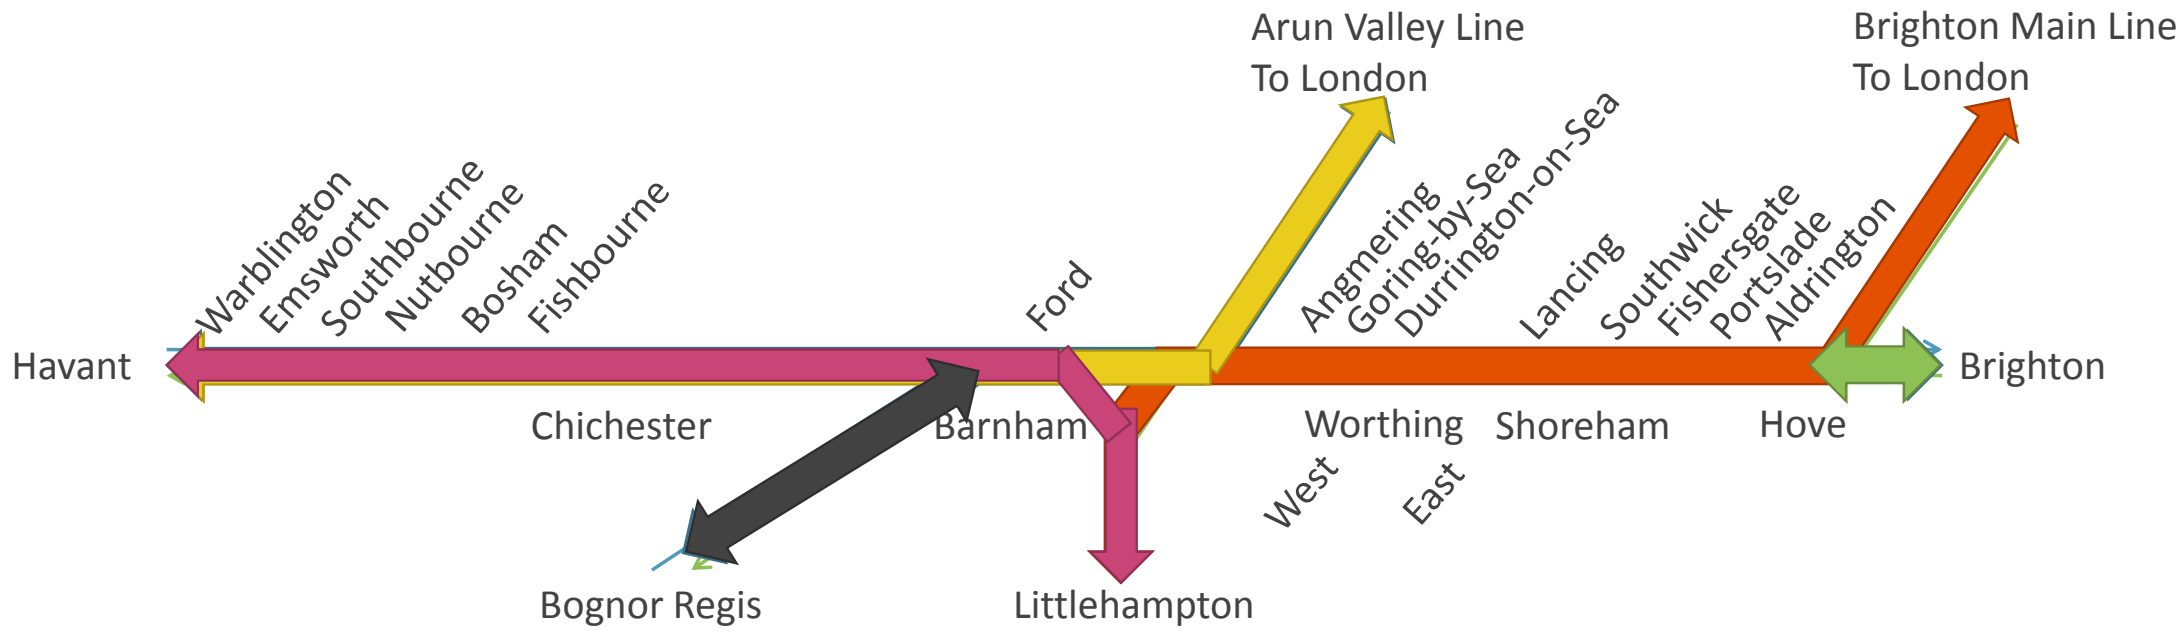 Arun Valley Line
To London
Brighton Main Line
To London
Warblington
Emsworth
Southbourne
Nutbourne
Bosham
Fishbourne
Ford
Angmering
Goring-by-Sea
Durrington-on-Sea
Lancing
Southwick
Fishersgate
Portslade
Aldrington
Havant
Brighton
Chichester
Barnham
Worthing
Shoreham
Hove
West
East
Bognor Regis
Littlehampton